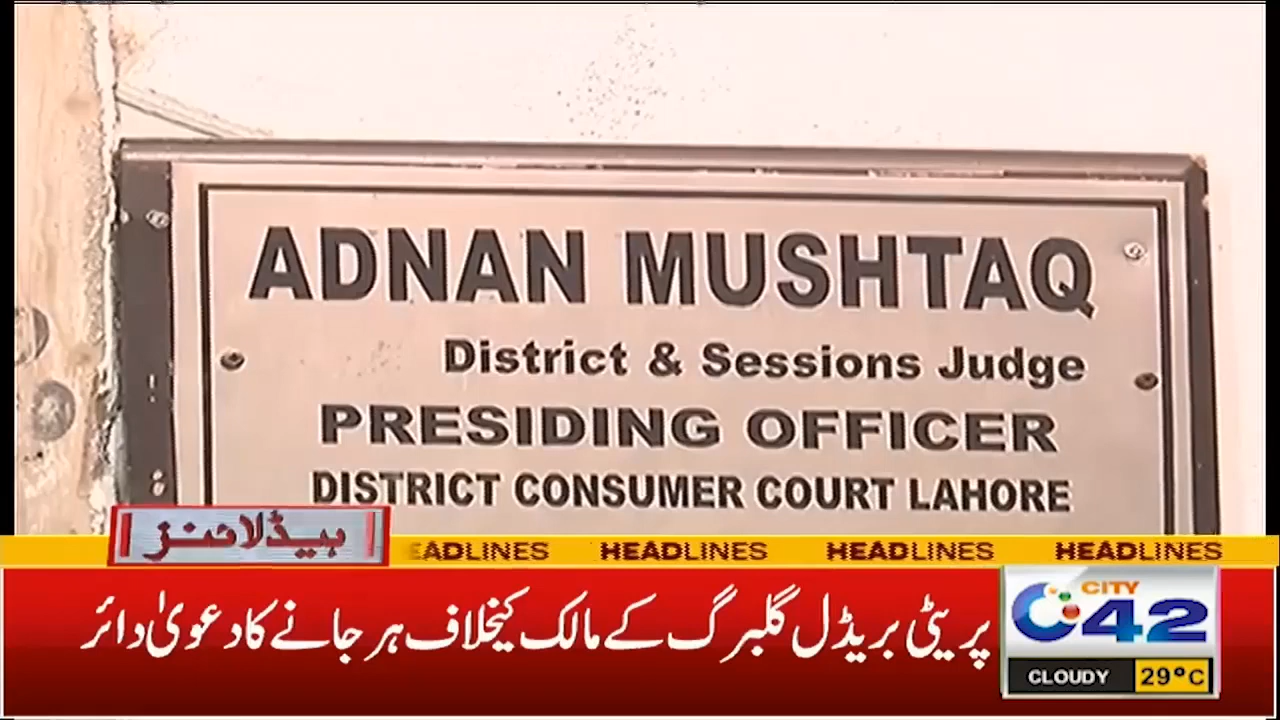 ADNAN MUSHTAQ
District & Sessions Judge
PRESIDING OFFICER
DISTRICT CONSUMER COURT LAHORE
ہیڈلائنز
EADLINES HEADLINES HEADLINES HEADLINES
پریٹی بریڈل گلبرگ کے مالک کیخلاف ہرجانے کا دعویٰ دائر
CITY
42
CLOUDY 29°C